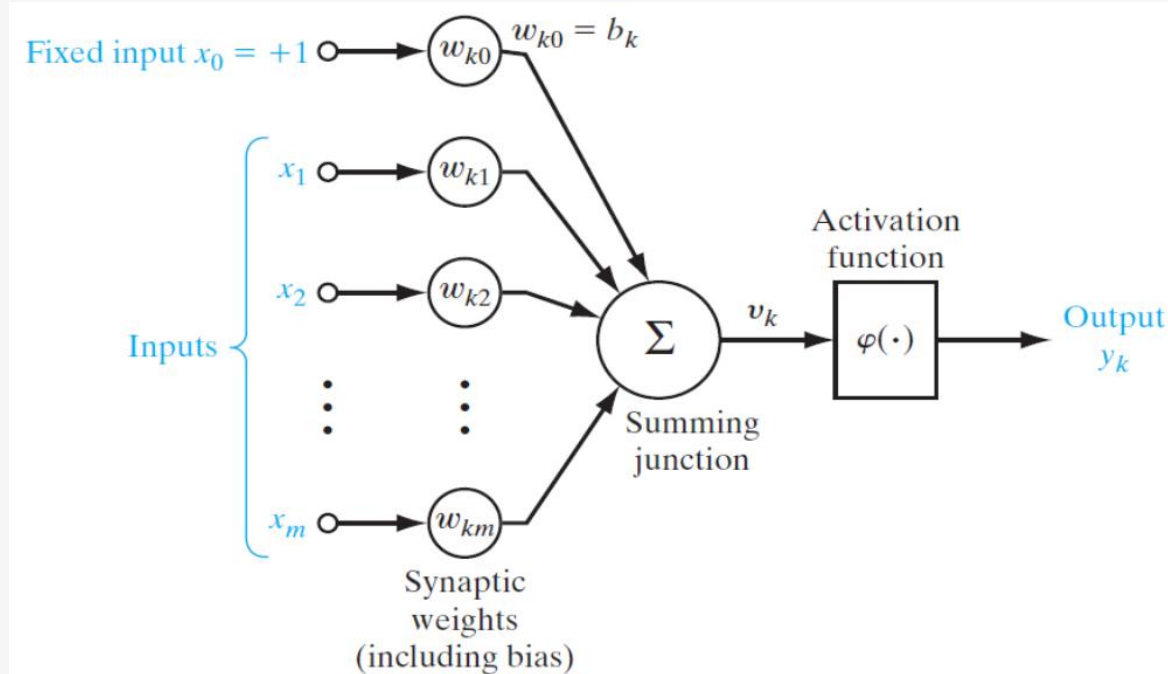 Fixed input x₀ = +1
wₖ₀
wₖ₀ = bₖ
x₁
wₖ₁
x₂
wₖ₂
Inputs
xₘ
wₖₘ
Synaptic
weights
(including bias)
Σ
Summing
junction
vₖ
Activation
function
φ(·)
Output
yₖ